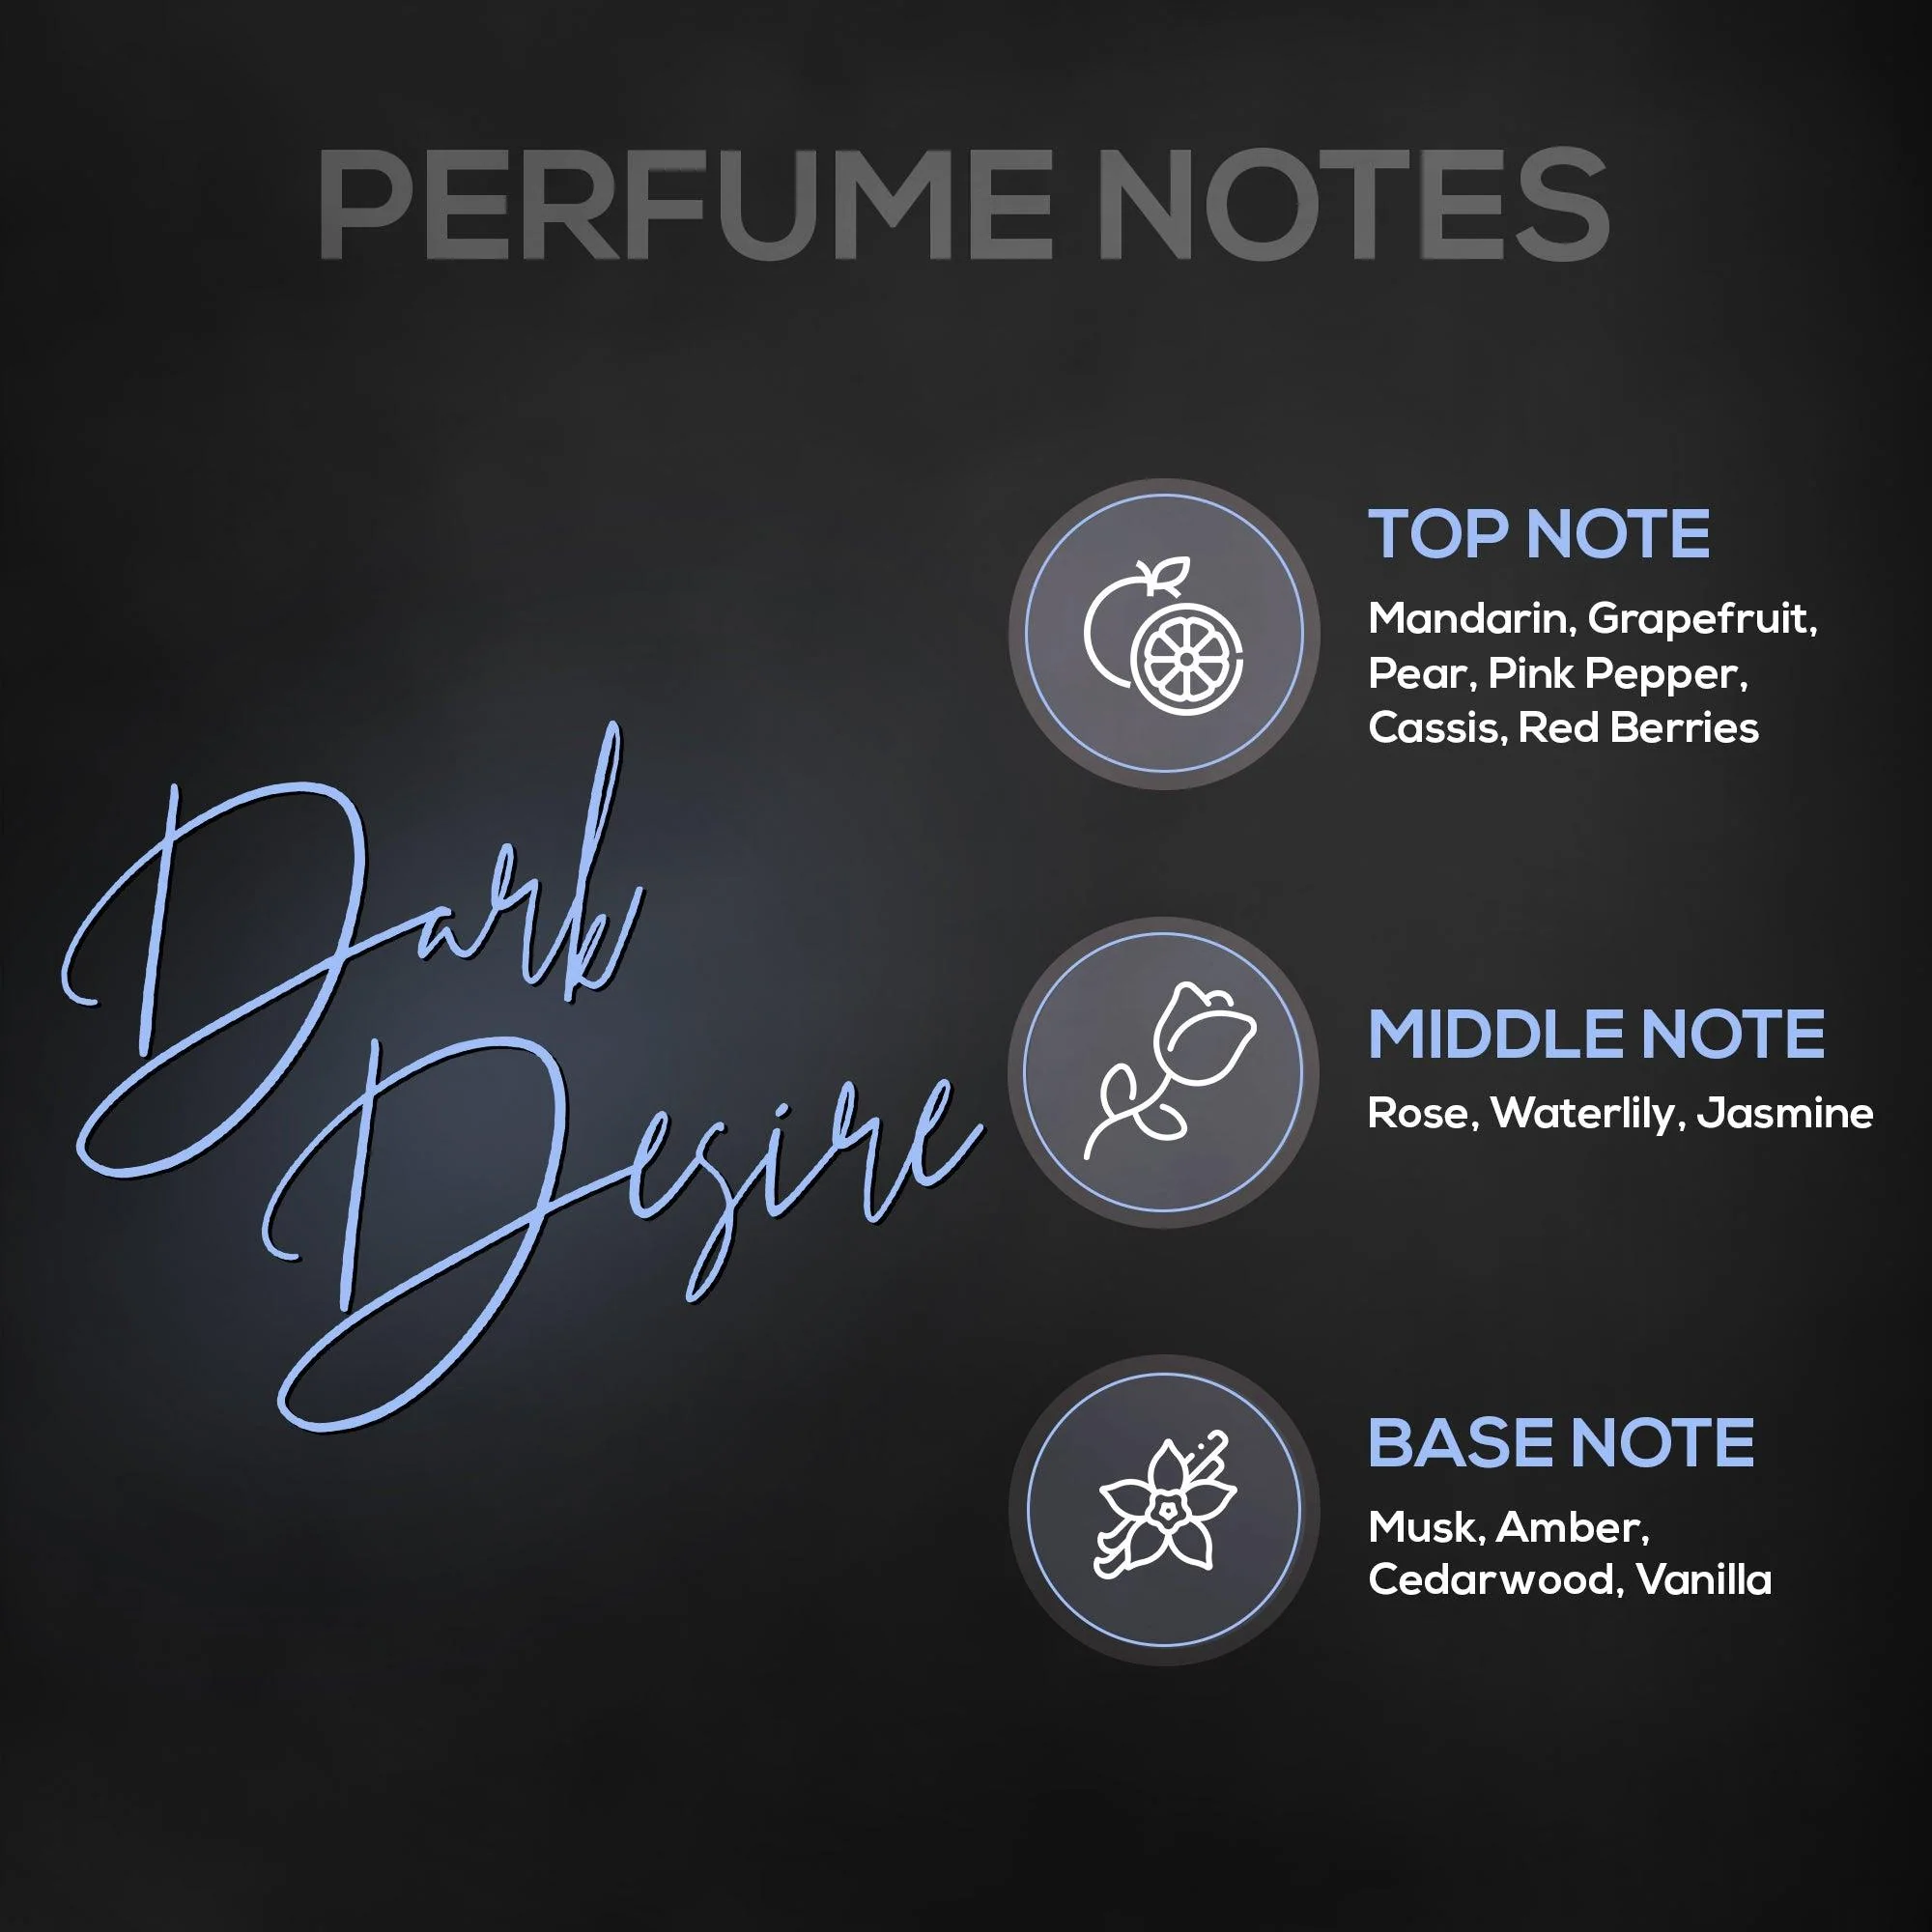 PERFUME NOTES
Dark
Desire
TOP NOTE
Mandarin, Grapefruit,
Pear, Pink Pepper,
Cassis, Red Berries
MIDDLE NOTE
Rose, Waterlily, Jasmine
BASE NOTE
Musk, Amber,
Cedarwood, Vanilla